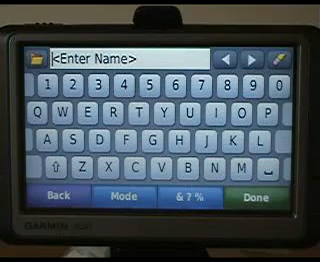 <Enter Name>
1 2 3 4 5 6 7 8 9 0
Q W E R T Y U I O P
A S D F G H J K L
Z X C V B N M
Back Mode & ? % Done
GARMIN